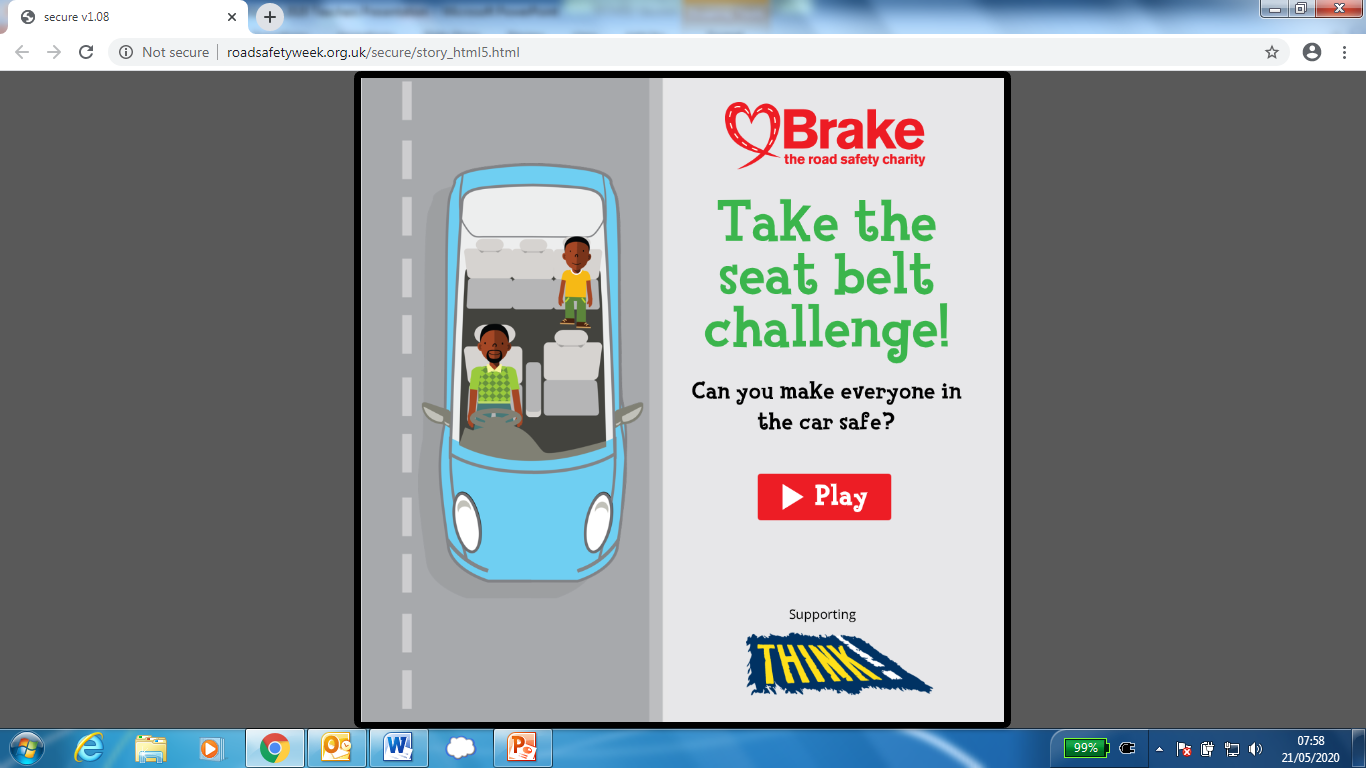 secure v1.08
Not secure
roadsafetyweek.org.uk/secure/story_html5.html
Brake
the road safety charity
Take the
seat belt
challenge!
Can you make everyone in
the car safe?
Play
Supporting
THINK!
99%
07:58
21/05/2020